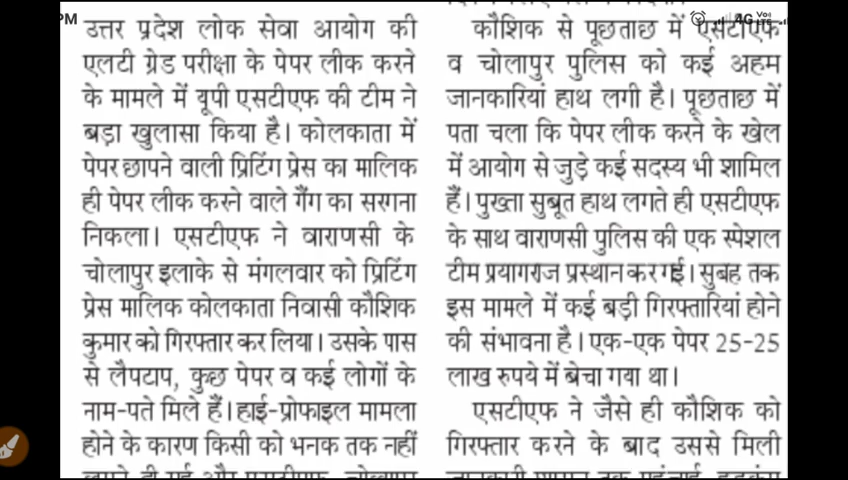 PM
4G
VoI
LTE
उत्तर प्रदेश लोक सेवा आयोग की
एलटी ग्रेड परीक्षा के पेपर लीक करने
के मामले में यूपी एसटीएफ की टीम ने
बड़ा खुलासा किया है। कोलकाता में
पेपर छापने वाली प्रिटिंग प्रेस का मालिक
ही पेपर लीक करने वाले गैंग का सरगना
निकला। एसटीएफ ने वाराणसी के
चोलापुर इलाके से मंगलवार को प्रिटिंग
प्रेस मालिक कोलकाता निवासी कौशिक
कुमार को गिरफ्तार कर लिया। उसके पास
से लैपटाप, कुछ पेपर व कई लोगों के
नाम-पते मिले हैं। हाई-प्रोफाइल मामला
होने के कारण किसी को भनक तक नहीं
कौशिक से पूछताछ में एसटीएफ
व चोलापुर पुलिस को कई अहम
जानकारियां हाथ लगी है। पूछताछ में
पता चला कि पेपर लीक करने के खेल
में आयोग से जुड़े कई सदस्य भी शामिल
हैं। पुख्ता सुबूत हाथ लगते ही एसटीएफ
के साथ वाराणसी पुलिस की एक स्पेशल
टीम प्रयागराज प्रस्थान कर गई। सुबह तक
इस मामले में कई बड़ी गिरफ्तारियां होने
की संभावना है। एक-एक पेपर 25-25
लाख रुपये में बेचा गया था।
एसटीएफ ने जैसे ही कौशिक को
गिरफ्तार करने के बाद उससे मिली